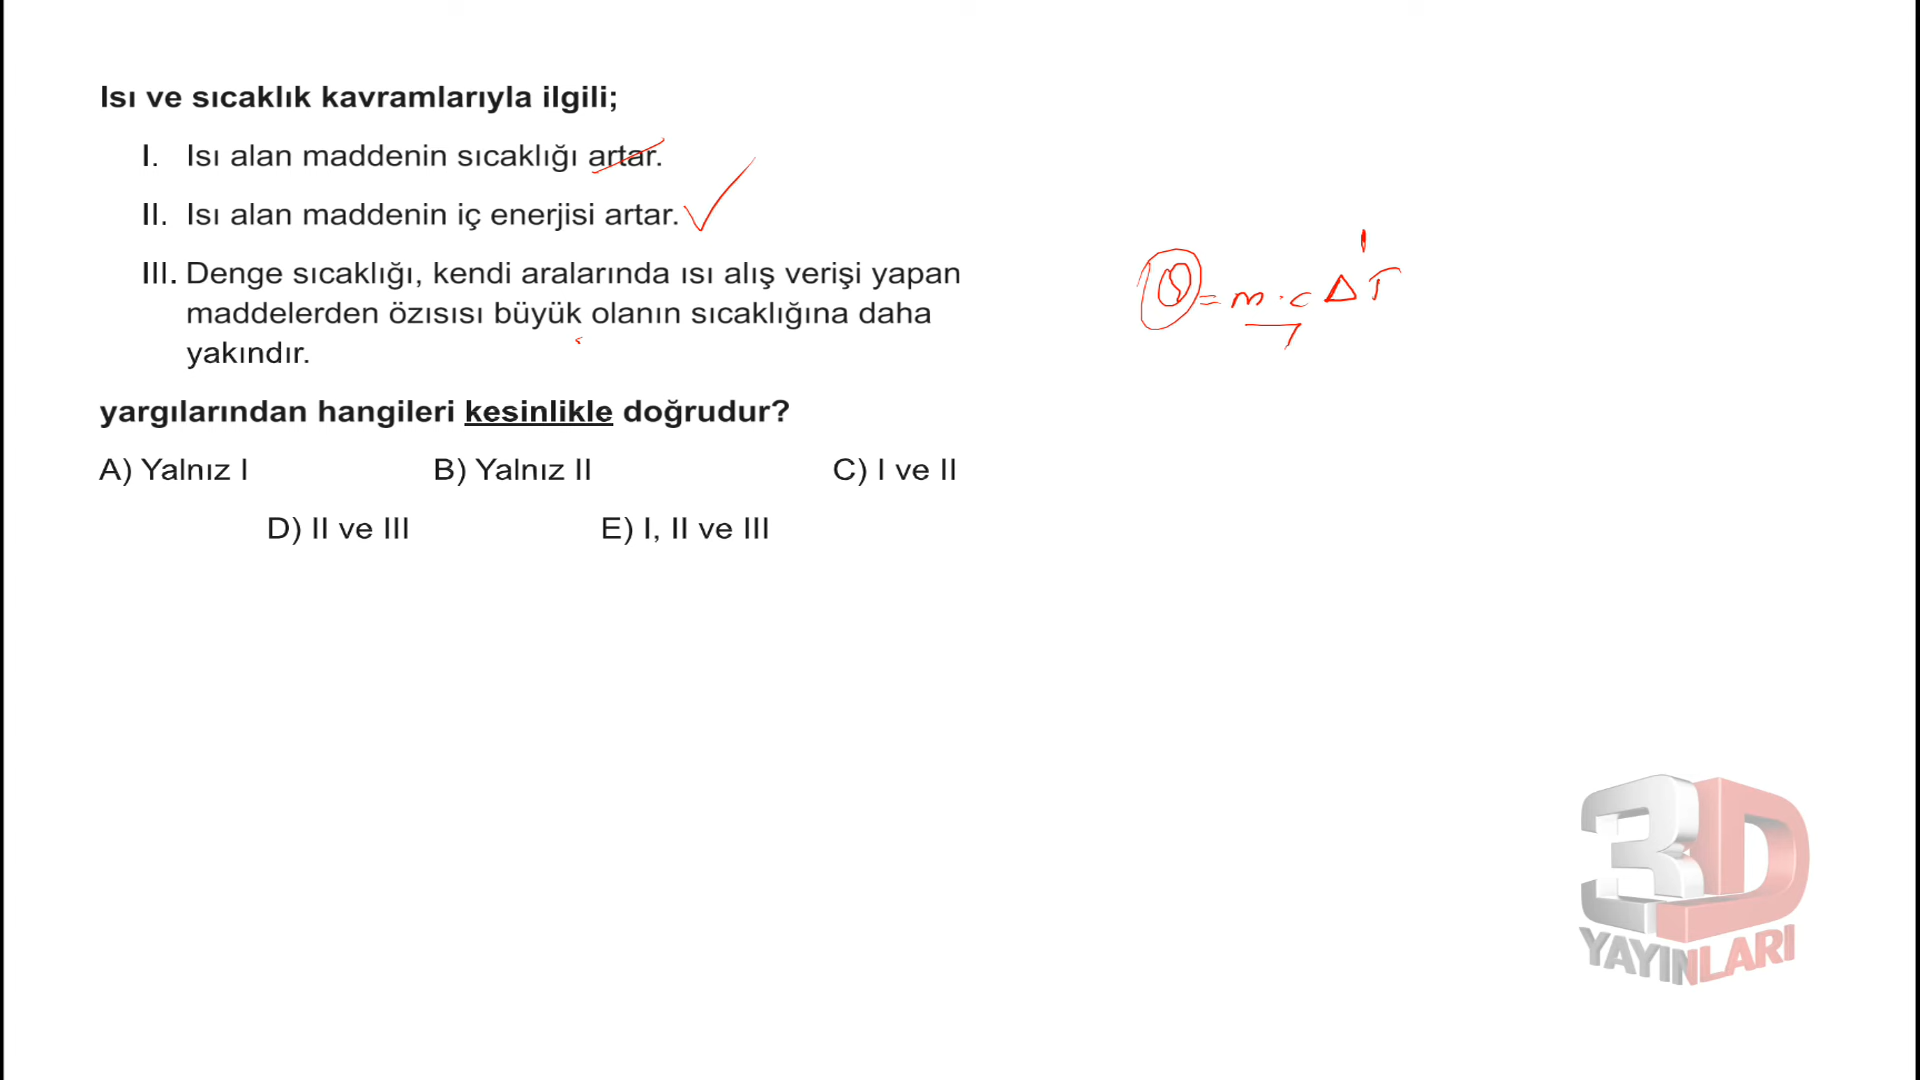 Isı ve sıcaklık kavramlarıyla ilgili;
I. Isı alan maddenin sıcaklığı artar.
II. Isı alan maddenin iç enerjisi artar.
III. Denge sıcaklığı, kendi aralarında ısı alış verişi yapan
maddelerden özısısı büyük olanın sıcaklığına daha
yakındır.
yargılarından hangileri kesinlikle doğrudur?
A) Yalnız I B) Yalnız II C) I ve II
D) II ve III E) I, II ve III
Q = m · c Δ T
3D
YAYINLARI